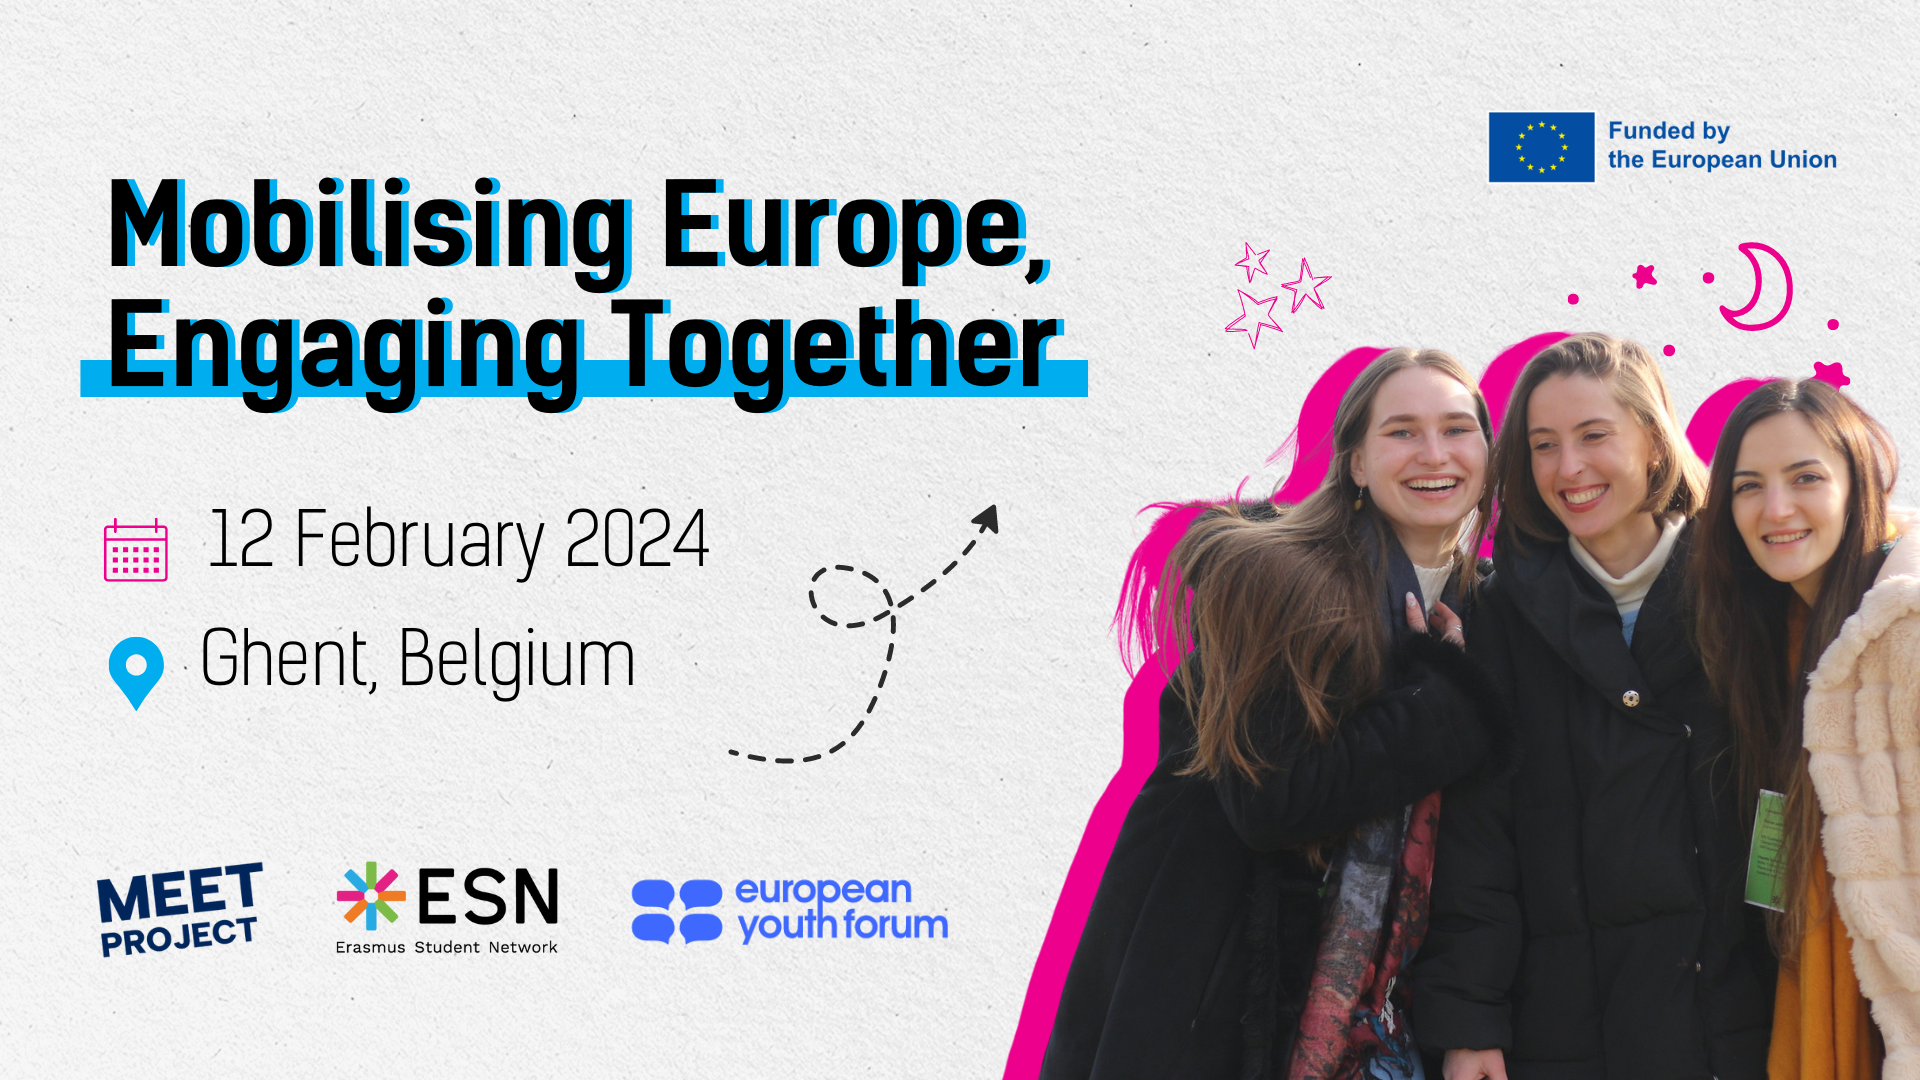 Funded by
the European Union
Mobilising Europe,
Engaging Together
12 February 2024
Ghent, Belgium
MEET
PROJECT
ESN
Erasmus Student Network
european
youth forum